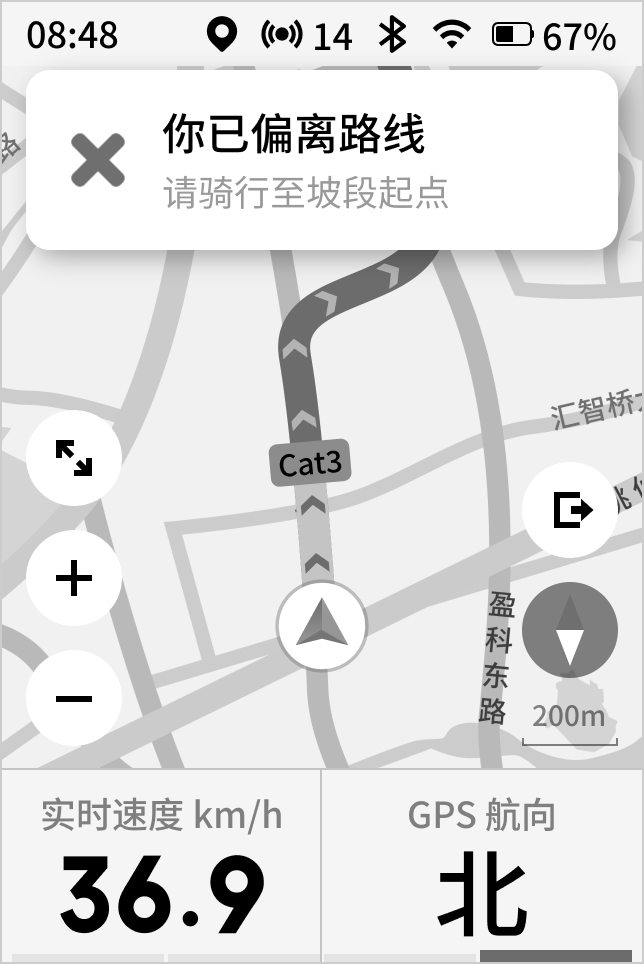 08:48 14 67%
你已偏离路线
请骑行至坡段起点
路
汇智桥
Cat3
盈科东路
200m
实时速度 km/h
36.9
GPS 航向
北